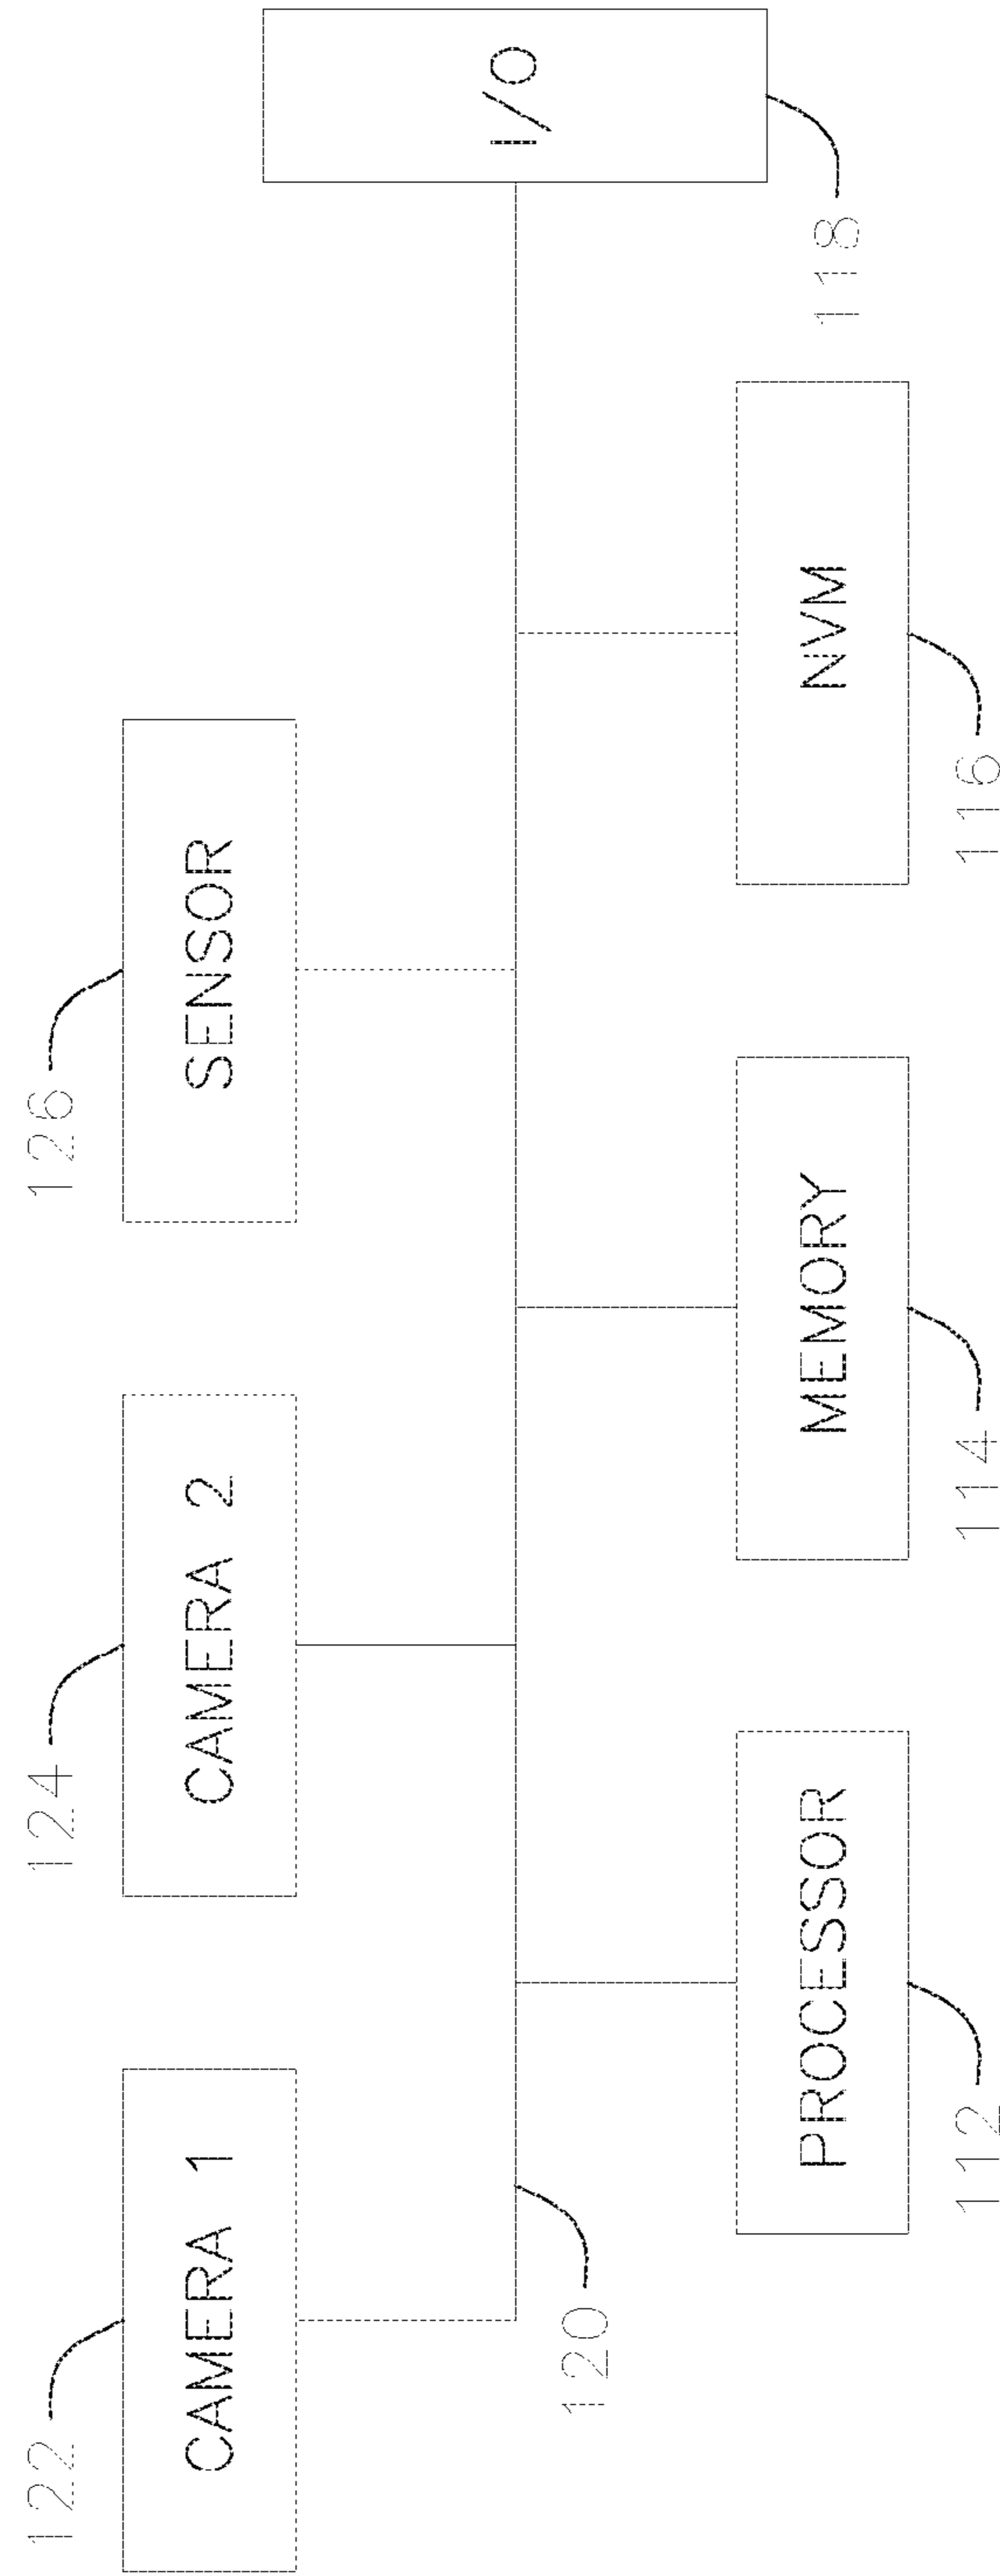 122
CAMERA 1
124
CAMERA 2
126
SENSOR
I/O
118
120
PROCESSOR
112
MEMORY
114
NVM
116